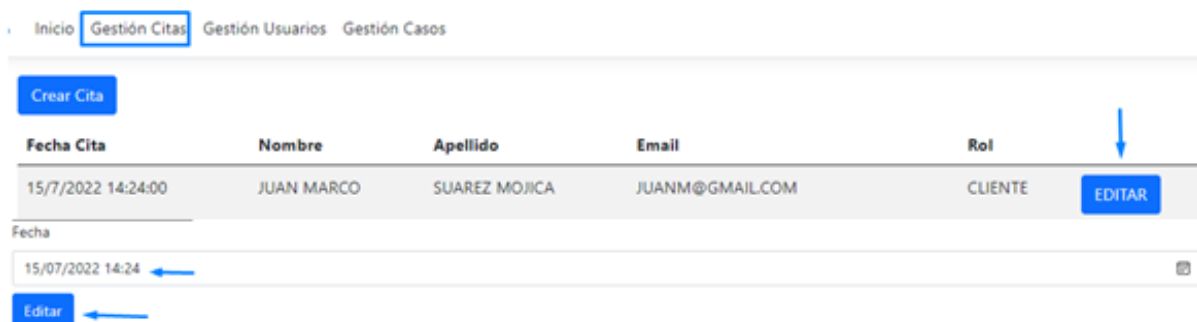 Inicio Gestión Citas Gestión Usuarios Gestión Casos
Crear Cita
Fecha Cita Nombre Apellido Email Rol
15/7/2022 14:24:00 JUAN MARCO SUAREZ MOJICA JUANM@GMAIL.COM CLIENTE EDITAR
Fecha
15/07/2022 14:24
Editar